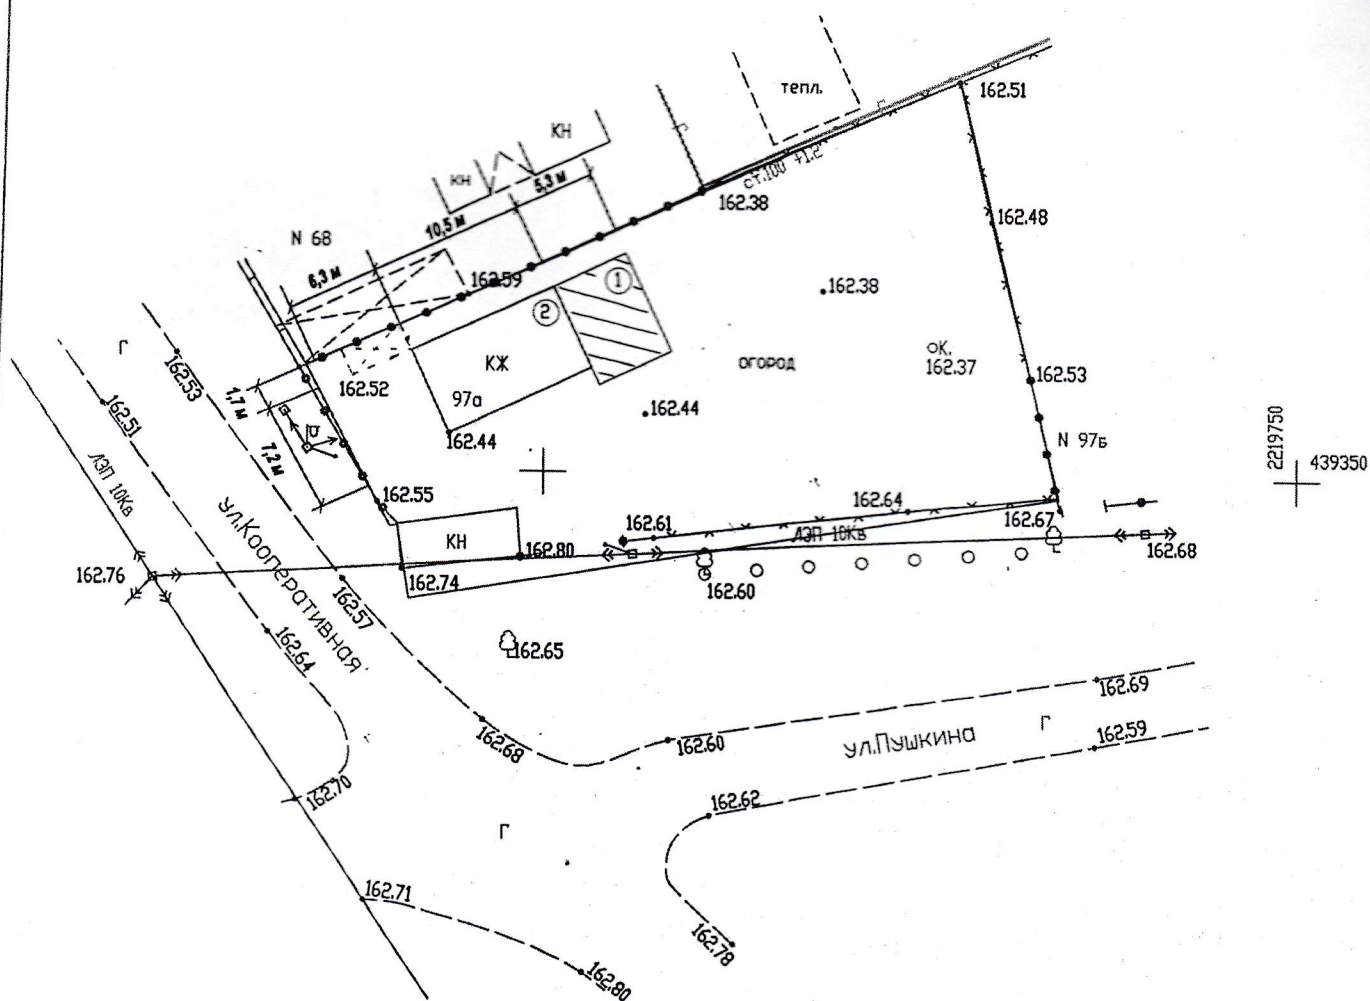 тепл.
162.51
КН
КН
5,3 м
ст.100 +1.2
Г
Г
162.38
10,5 м
N 68
6,3 м
162.59
162.48
1
2
162.38
Г
162.53
КЖ
ОГОРОД
ОК.
162.37
162.52
162.53
97а
1,7 м
162.51
162.44
162.44
2219750
N 97Б
7,2 м
439350
ЛЭП 10Кв
162.55
162.64
ул.Кооперативная
162.61
162.67
КН
162.80
ЛЭП 10Кв
162.68
162.76
162.74
162.60
162.57
162.64
162.65
162.69
162.68
162.60
ул.Пушкина
Г
162.59
162.70
162.62
Г
162.71
162.78
162.80